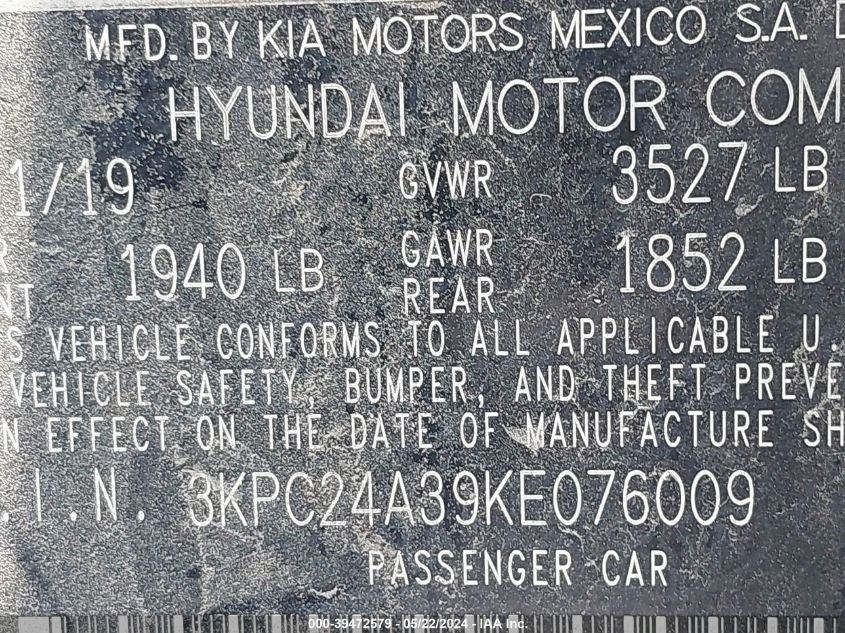 MFD. BY KIA MOTORS MEXICO S.A. D
HYUNDAI MOTOR COM
1/19 GVWR 3527 LB
R 1940 LB GAWR 1852 LB
NT REAR
S VEHICLE CONFORMS TO ALL APPLICABLE U.
VEHICLE SAFETY, BUMPER, AND THEFT PREVE
N EFFECT ON THE DATE OF MANUFACTURE SH
.I.N. 3KPC24A39KE076009
PASSENGER CAR
000-39472579 - 05/22/2024 - IAA Inc.